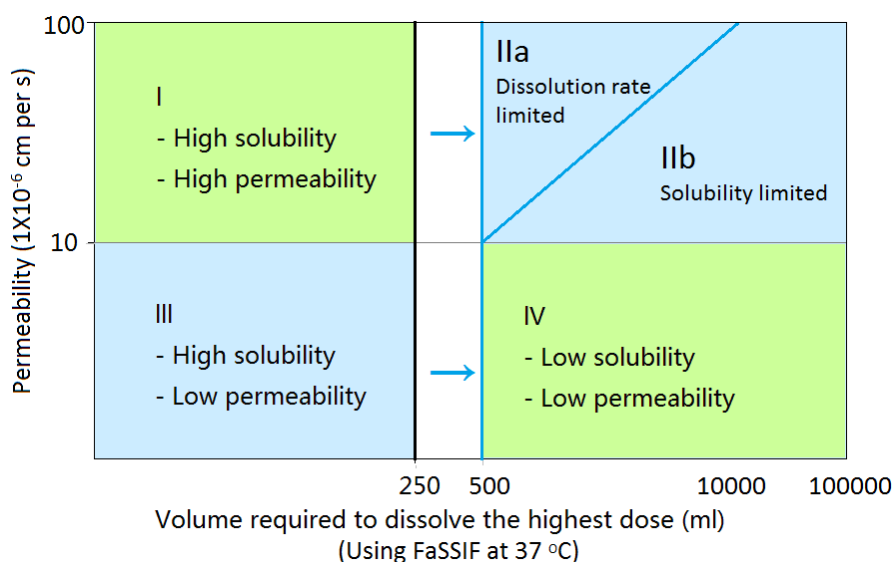 100
I
- High solubility
- High permeability
IIa
Dissolution rate
limited
IIb
Solubility limited
10
III
- High solubility
- Low permeability
IV
- Low solubility
- Low permeability
Permeability (1X10⁻⁶ cm per s)
250 500 10000 100000
Volume required to dissolve the highest dose (ml)
(Using FaSSIF at 37 ºC)